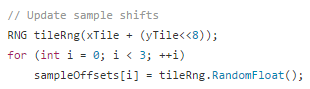 // Update sample shifts
RNG tileRng(xTile + (yTile<<8));
for (int i = 0; i < 3; ++i)
    sampleOffsets[i] = tileRng.RandomFloat();